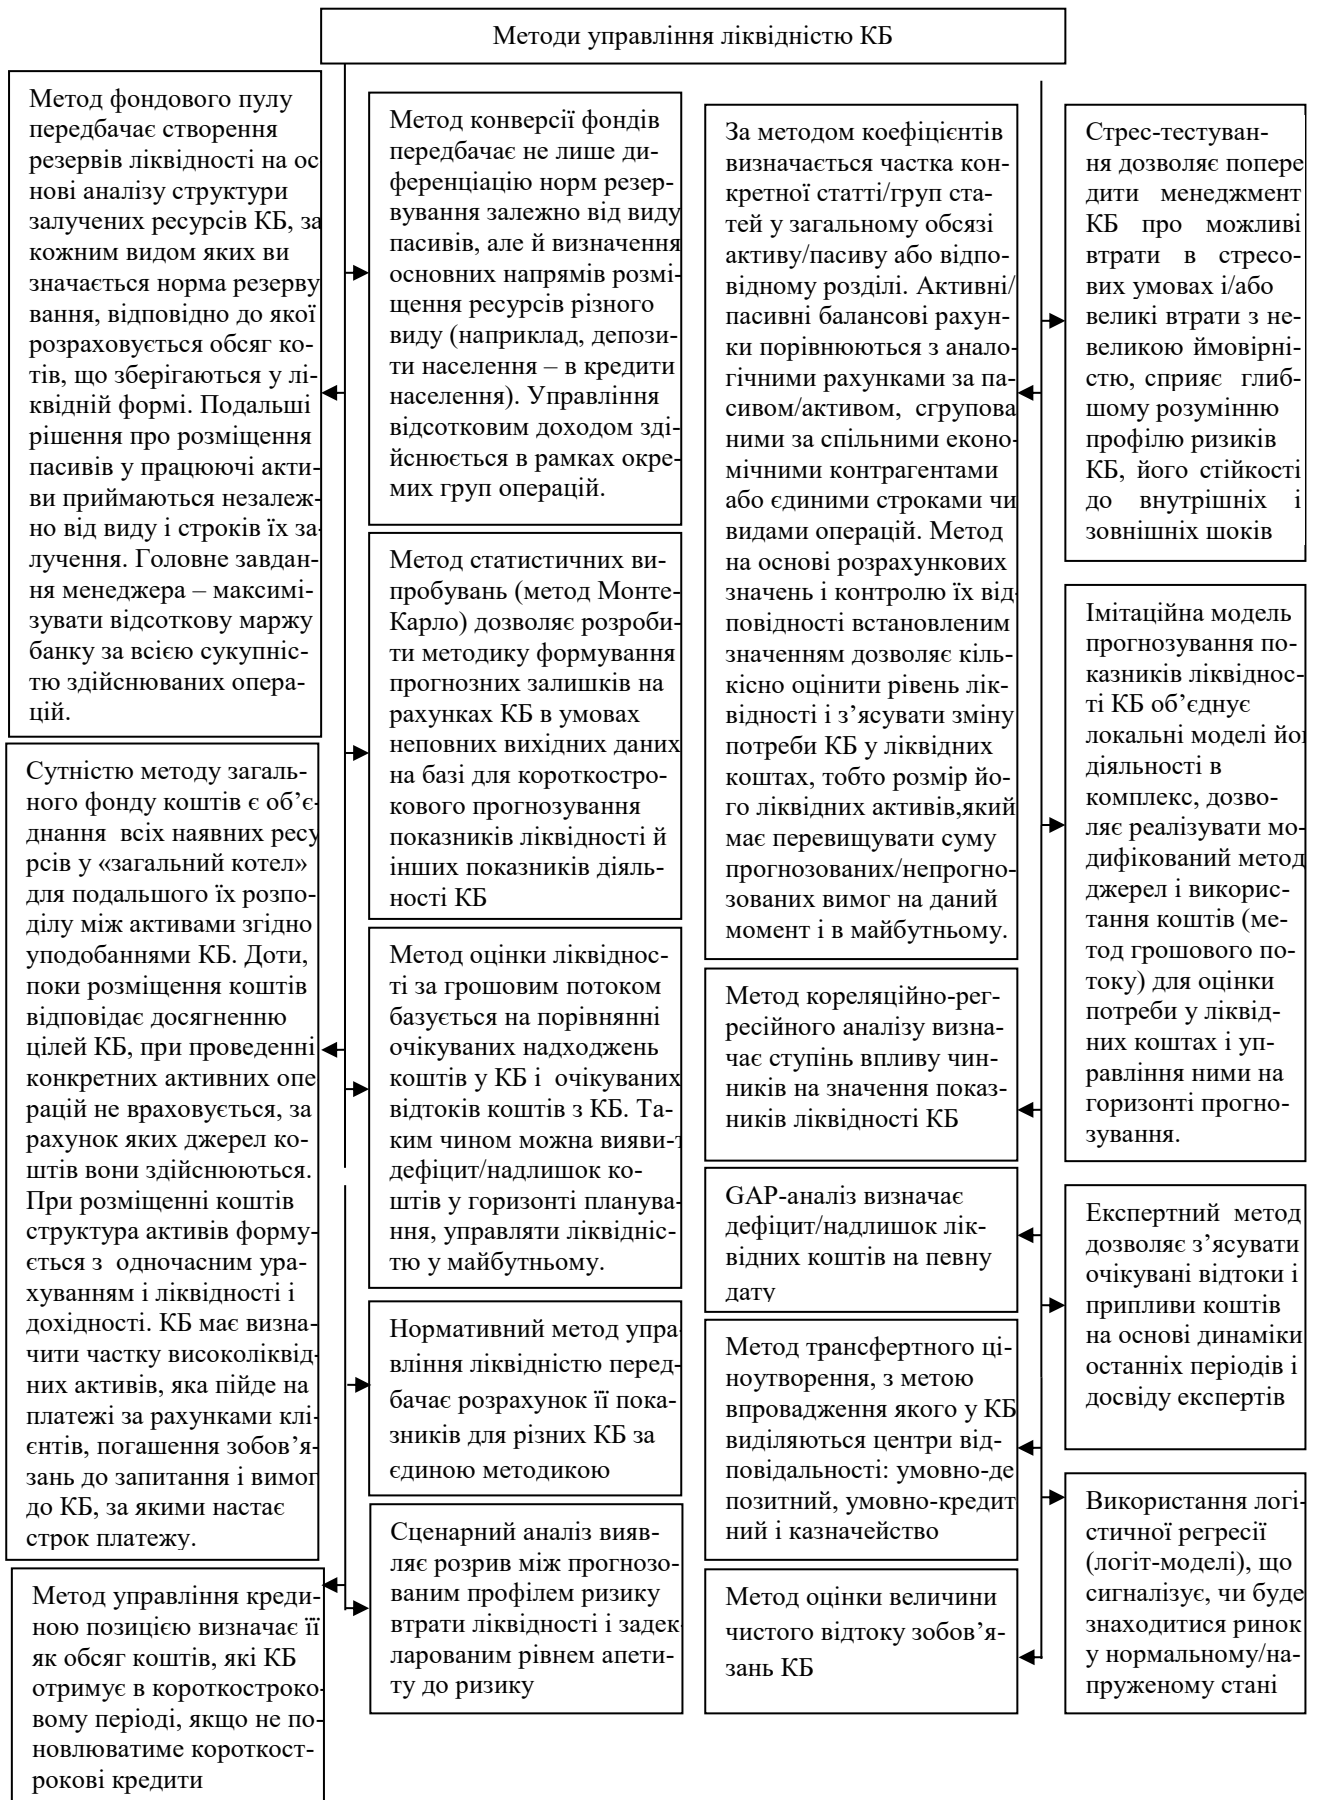 Методи управління ліквідністю КБ
Метод фондового пулу
передбачає створення
резервів ліквідності на ос
нові аналізу структури
залучених ресурсів КБ, за
кожним видом яких ви
значається норма резерву
вання, відповідно до якої
розраховується обсяг ко-
тів, що зберігаються у лі-
квідній формі. Подальші
рішення про розміщення
пасивів у працюючі акти-
ви приймаються незалеж-
но від виду і строків їх за-
лучення. Головне завдан-
ня менеджера – максимі-
зувати відсоткову маржу
банку за всією сукупніс-
тю здійснюваних опера-
цій.
Сутністю методу загаль-
ного фонду коштів є об’є-
днання всіх наявних ресу
рсів у «загальний котел»
для подальшого їх розпо-
ділу між активами згідно
уподобаннями КБ. Доти,
поки розміщення коштів
відповідає досягненню
цілей КБ, при проведенні
конкретних активних опе
рацій не враховується, за
рахунок яких джерел ко-
штів вони здійснюються.
При розміщенні коштів
структура активів форму-
ється з одночасним ура-
хуванням і ліквідності і
дохідності. КБ має визна-
чити частку високоліквід-
них активів, яка пійде на
платежі за рахунками клі-
єнтів, погашення зобов’я-
зань до запитання і вимог
до КБ, за якими настає
строк платежу.
Метод управління креди-
ною позицією визначає її
як обсяг коштів, які КБ
отримує в короткостроко-
вому періоді, якщо не по-
новлюватиме короткост-
рокові кредити
Метод конверсії фондів
передбачає не лише ди-
ференціацію норм резер-
вування залежно від виду
пасивів, але й визначення
основних напрямів розмі-
щення ресурсів різного
виду (наприклад, депози-
ти населення – в кредити
населення). Управління
відсотковим доходом зді-
йснюється в рамках окре-
мих груп операцій.
Метод статистичних ви-
пробувань (метод Монте-
Карло) дозволяє розроби-
ти методику формування
прогнозних залишків на
рахунках КБ в умовах
неповних вихідних даних
на базі для короткостро-
кового прогнозування
показників ліквідності й
інших показників діяль-
ності КБ
Метод оцінки ліквіднос-
ті за грошовим потоком
базується на порівнянні
очікуваних надходжень
коштів у КБ і очікуваних
відтоків коштів з КБ. Та-
ким чином можна вияви-т
дефіцит/надлишок ко-
штів у горизонті планува-
ння, управляти ліквідніс-
тю у майбутньому.
Нормативний метод упра-
вління ліквідністю перед-
бачає розрахунок її пока-
зників для різних КБ за
єдиною методикою
Сценарний аналіз вияв-
ляє розрив між прогнозо-
ваним профілем ризику
втрати ліквідності і задек-
ларованим рівнем апети-
ту до ризику
За методом коефіцієнтів
визначається частка кон-
кретної статті/груп ста-
тей у загальному обсязі
активу/пасиву або відпо-
відному розділі. Активні/
пасивні балансові рахун-
ки порівнюються з анало-
гічними рахунками за па-
сивом/активом, сгрупова
ними за спільними еконо-
мічними контрагентами
або єдиними строками чи
видами операцій. Метод
на основі розрахункових
значень і контролю їх від-
повідності встановленим
значенням дозволяє кіль-
кісно оцінити рівень лік-
відності і з’ясувати зміну
потреби КБ у ліквідних
коштах, тобто розмір йо-
го ліквідних активів,який
має перевищувати суму
прогнозованих/непрогно-
зованих вимог на даний
момент і в майбутньому.
Метод кореляційно-рег-
ресійного аналізу визна-
чає ступінь впливу чин-
ників на значення показ-
ників ліквідності КБ
GAP-аналіз визначає
дефіцит/надлишок лік-
відних коштів на певну
дату
Метод трансфертного ці-
ноутворення, з метою
впровадження якого у КБ
виділяються центри від-
повідальності: умовно-де
позитний, умовно-кредит
ний і казначейство
Метод оцінки величини
чистого відтоку зобов’я-
зань КБ
Стрес-тестуван-
ня дозволяє попере
дити менеджмент
КБ про можливі
втрати в стресо-
вих умовах і/або
великі втрати з не-
великою ймовірні-
стю, сприяє глиб-
шому розумінню
профілю ризиків
КБ, його стійкості
до внутрішніх і
зовнішніх шоків
Імітаційна модель
прогнозування по-
казників ліквіднос-
ті КБ об’єднує
локальні моделі його
діяльності в
комплекс, дозво-
ляє реалізувати мо-
дифікований метод
джерел і викорис-
тання коштів (ме-
тод грошового по-
току) для оцінки
потреби у ліквід-
них коштах і уп-
равління ними на
горизонті прогно-
зування.
Експертний метод
дозволяє з’ясувати
очікувані відтоки і
припливи коштів
на основі динаміки
останніх періодів і
досвіду експертів
Використання логі-
стичної регресії
(логіт-моделі), що
сигналізує, чи буде
знаходитися ринок
у нормальному/на-
пруженому стані